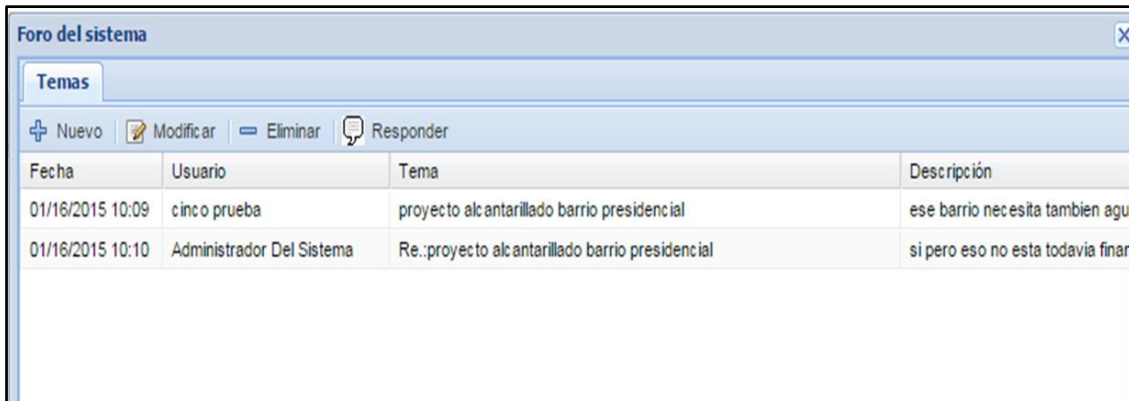 Foro del sistema
Temas
Nuevo Modificar Eliminar Responder
Fecha Usuario Tema Descripción
01/16/2015 10:09 cinco prueba proyecto alcantarillado barrio presidencial ese barrio necesita tambien agu
01/16/2015 10:10 Administrador Del Sistema Re.:proyecto alcantarillado barrio presidencial si pero eso no esta todavia finan